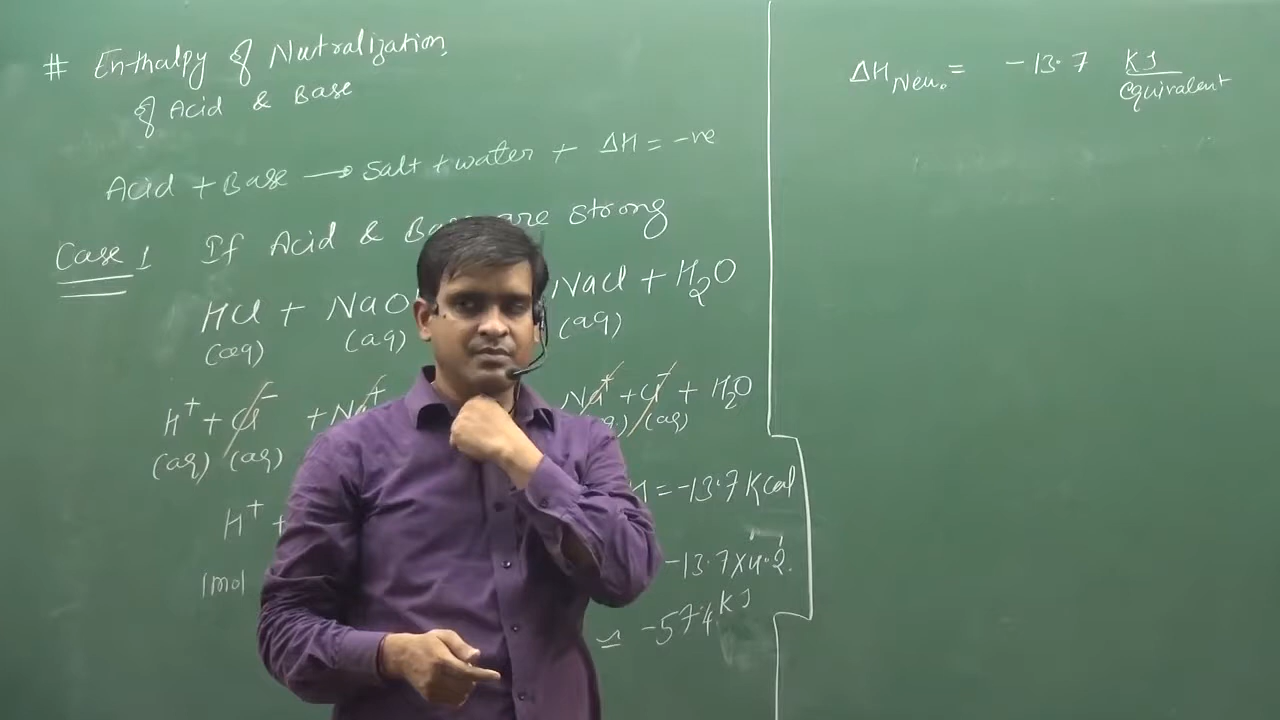 # Enthalpy of Nutralization
of Acid & Base
Acid + Base → Salt + water + ΔH = -ve
Case 1 If Acid & Base are strong
HCl + NaO NaCl + H₂O
(aq) (aq) (aq)
H⁺ + Cl⁻ + Na⁺ Na⁺ + Cl⁻ + H₂O
(aq) (aq) (aq)
H⁺ + = -13.7 Kcal
1mol -13.7 x 4.2
≃ -57.4 KJ
ΔH Neu. = -13.7 KJ
equivalent